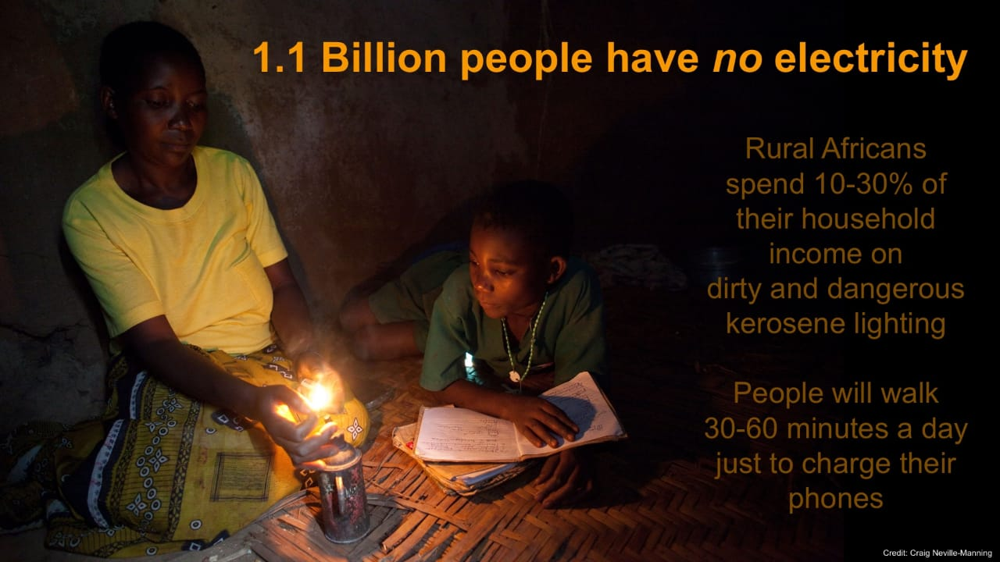 1.1 Billion people have no electricity
Rural Africans
spend 10-30% of
their household
income on
dirty and dangerous
kerosene lighting
People will walk
30-60 minutes a day
just to charge their
phones
Credit: Craig Neville-Manning